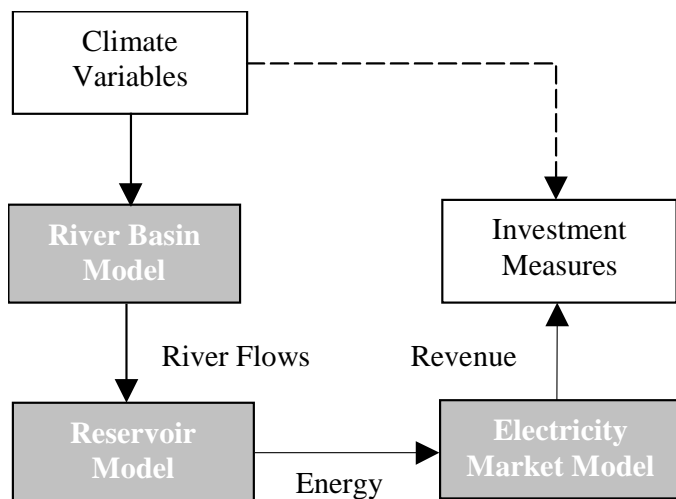 Climate
Variables
River Basin
Model
Investment
Measures
River Flows
Revenue
Reservoir
Model
Energy
Electricity
Market Model